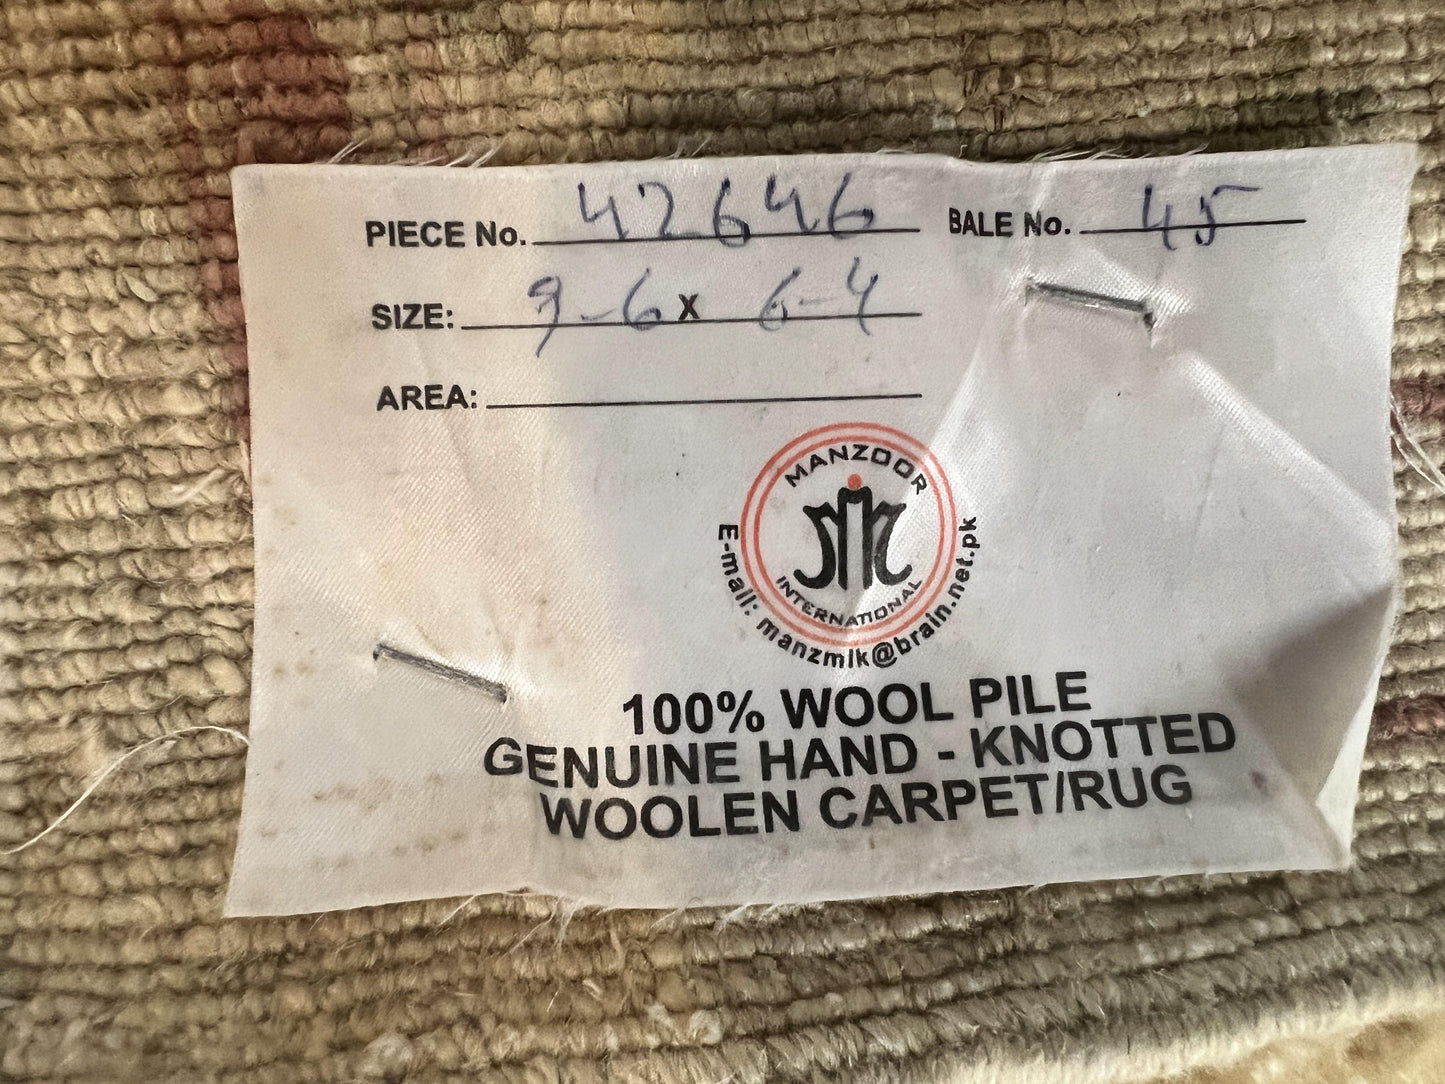 PIECE No. 42646 BALE No. 45
SIZE: 9-6 X 6-4
AREA:
MANZOOR
INTERNATIONAL
E-mail: manzmlk@brain.net.pk
100% WOOL PILE
GENUINE HAND - KNOTTED
WOOLEN CARPET/RUG